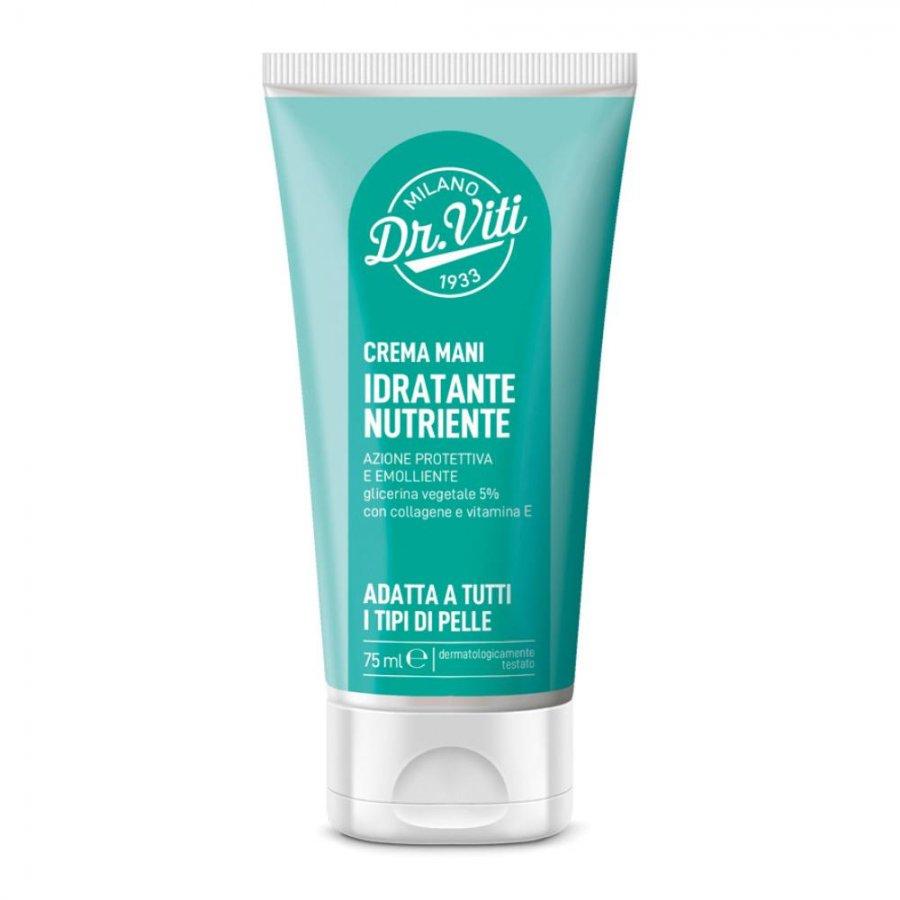 MILANO
Dr. Viti
1933
CREMA MANI
IDRATANTE
NUTRIENTE
AZIONE PROTETTIVA
E EMOLLIENTE
glicerina vegetale 5%
con collagene e vitamina E
ADATTA A TUTTI
I TIPI DI PELLE
75 ml ℮ dermatologicamente
testato